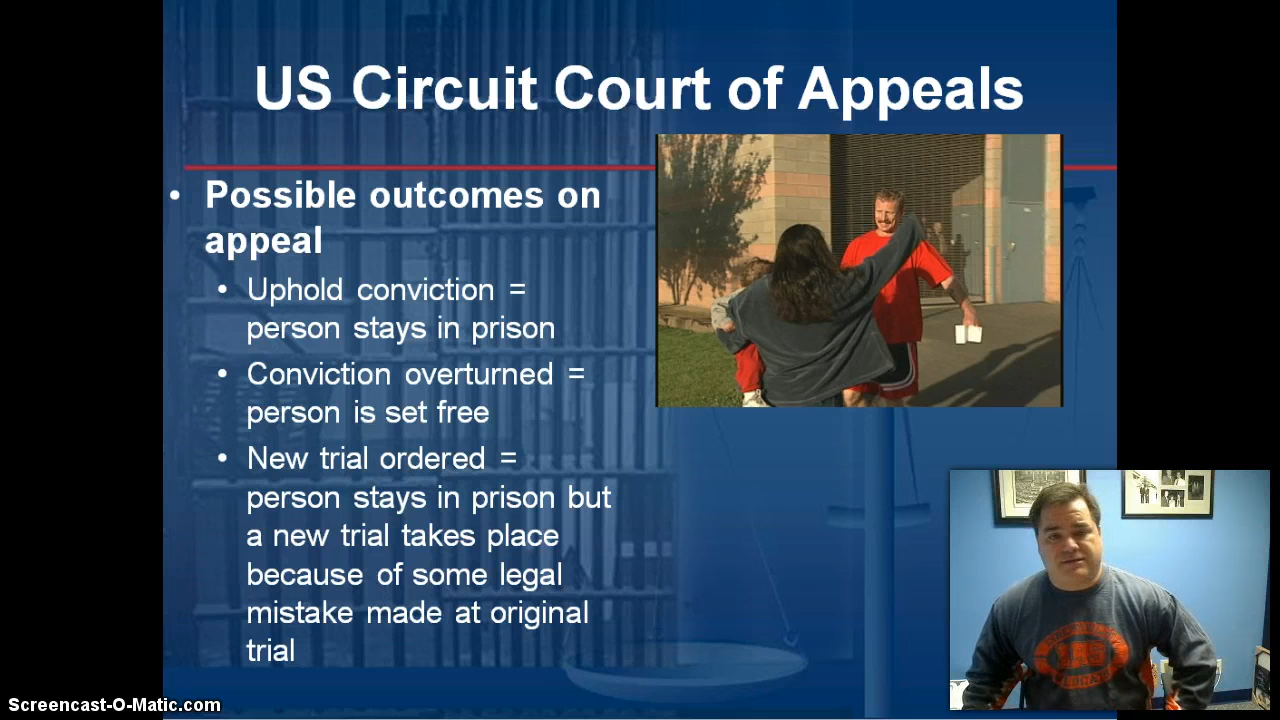 US Circuit Court of Appeals
• Possible outcomes on
appeal
• Uphold conviction =
person stays in prison
• Conviction overturned =
person is set free
• New trial ordered =
person stays in prison but
a new trial takes place
because of some legal
mistake made at original
trial
Screencast-O-Matic.com